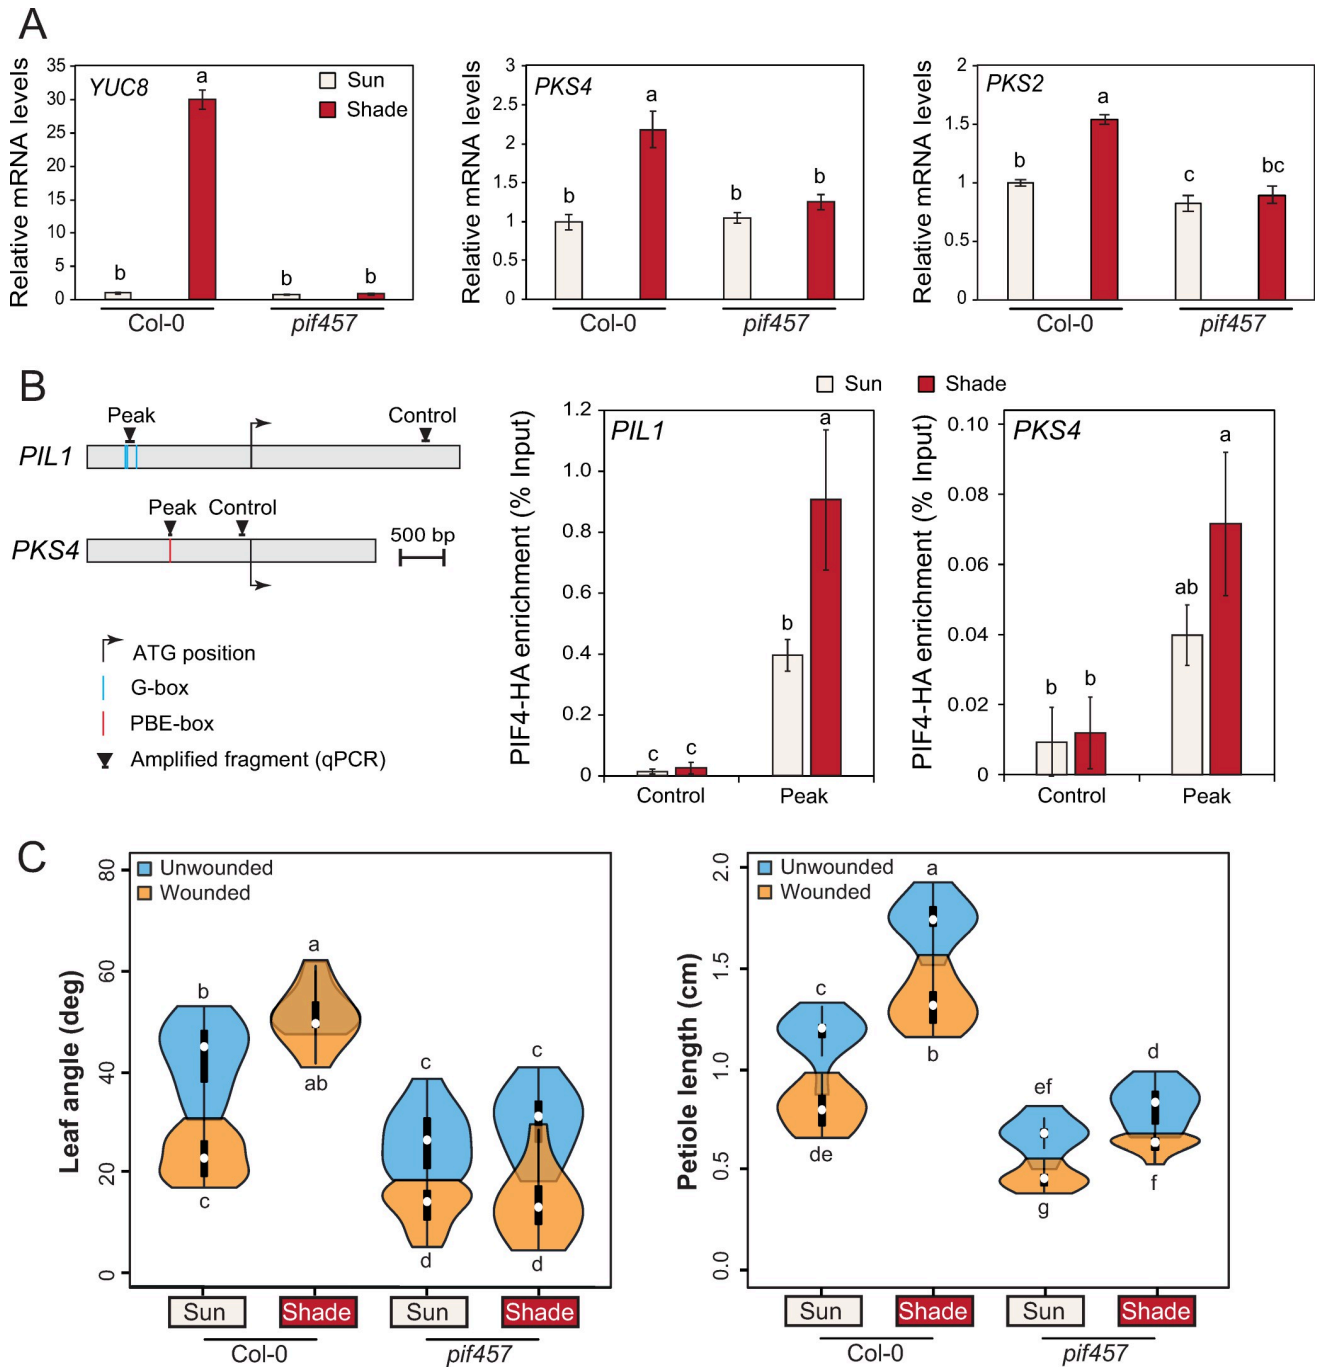 A
Relative mRNA levels
35
30
25
20
15
10
5
0
YUC8
Sun
Shade
a
b
b
b
Col-0
pif457
Relative mRNA levels
3
2.5
2
1.5
1
0.5
0
PKS4
a
b
b
b
Col-0
pif457
Relative mRNA levels
2
1.5
1
0.5
0
PKS2
a
b
c
bc
Col-0
pif457
B
Peak
Control
PIL1
Peak
Control
PKS4
500 bp
ATG position
G-box
PBE-box
Amplified fragment (qPCR)
Sun
Shade
PIF4-HA enrichment (% Input)
1.2
1.0
0.8
0.6
0.4
0.2
0
PIL1
c
c
b
a
Control
Peak
PIF4-HA enrichment (% Input)
0.10
0.08
0.06
0.04
0.02
0
PKS4
b
b
ab
a
Control
Peak
C
Leaf angle (deg)
80
60
40
20
0
Unwounded
Wounded
b
c
a
ab
c
d
c
d
Sun
Shade
Sun
Shade
Col-0
pif457
Petiole length (cm)
2.0
1.5
1.0
0.5
0.0
Unwounded
Wounded
c
de
a
b
ef
g
d
f
Sun
Shade
Sun
Shade
Col-0
pif457